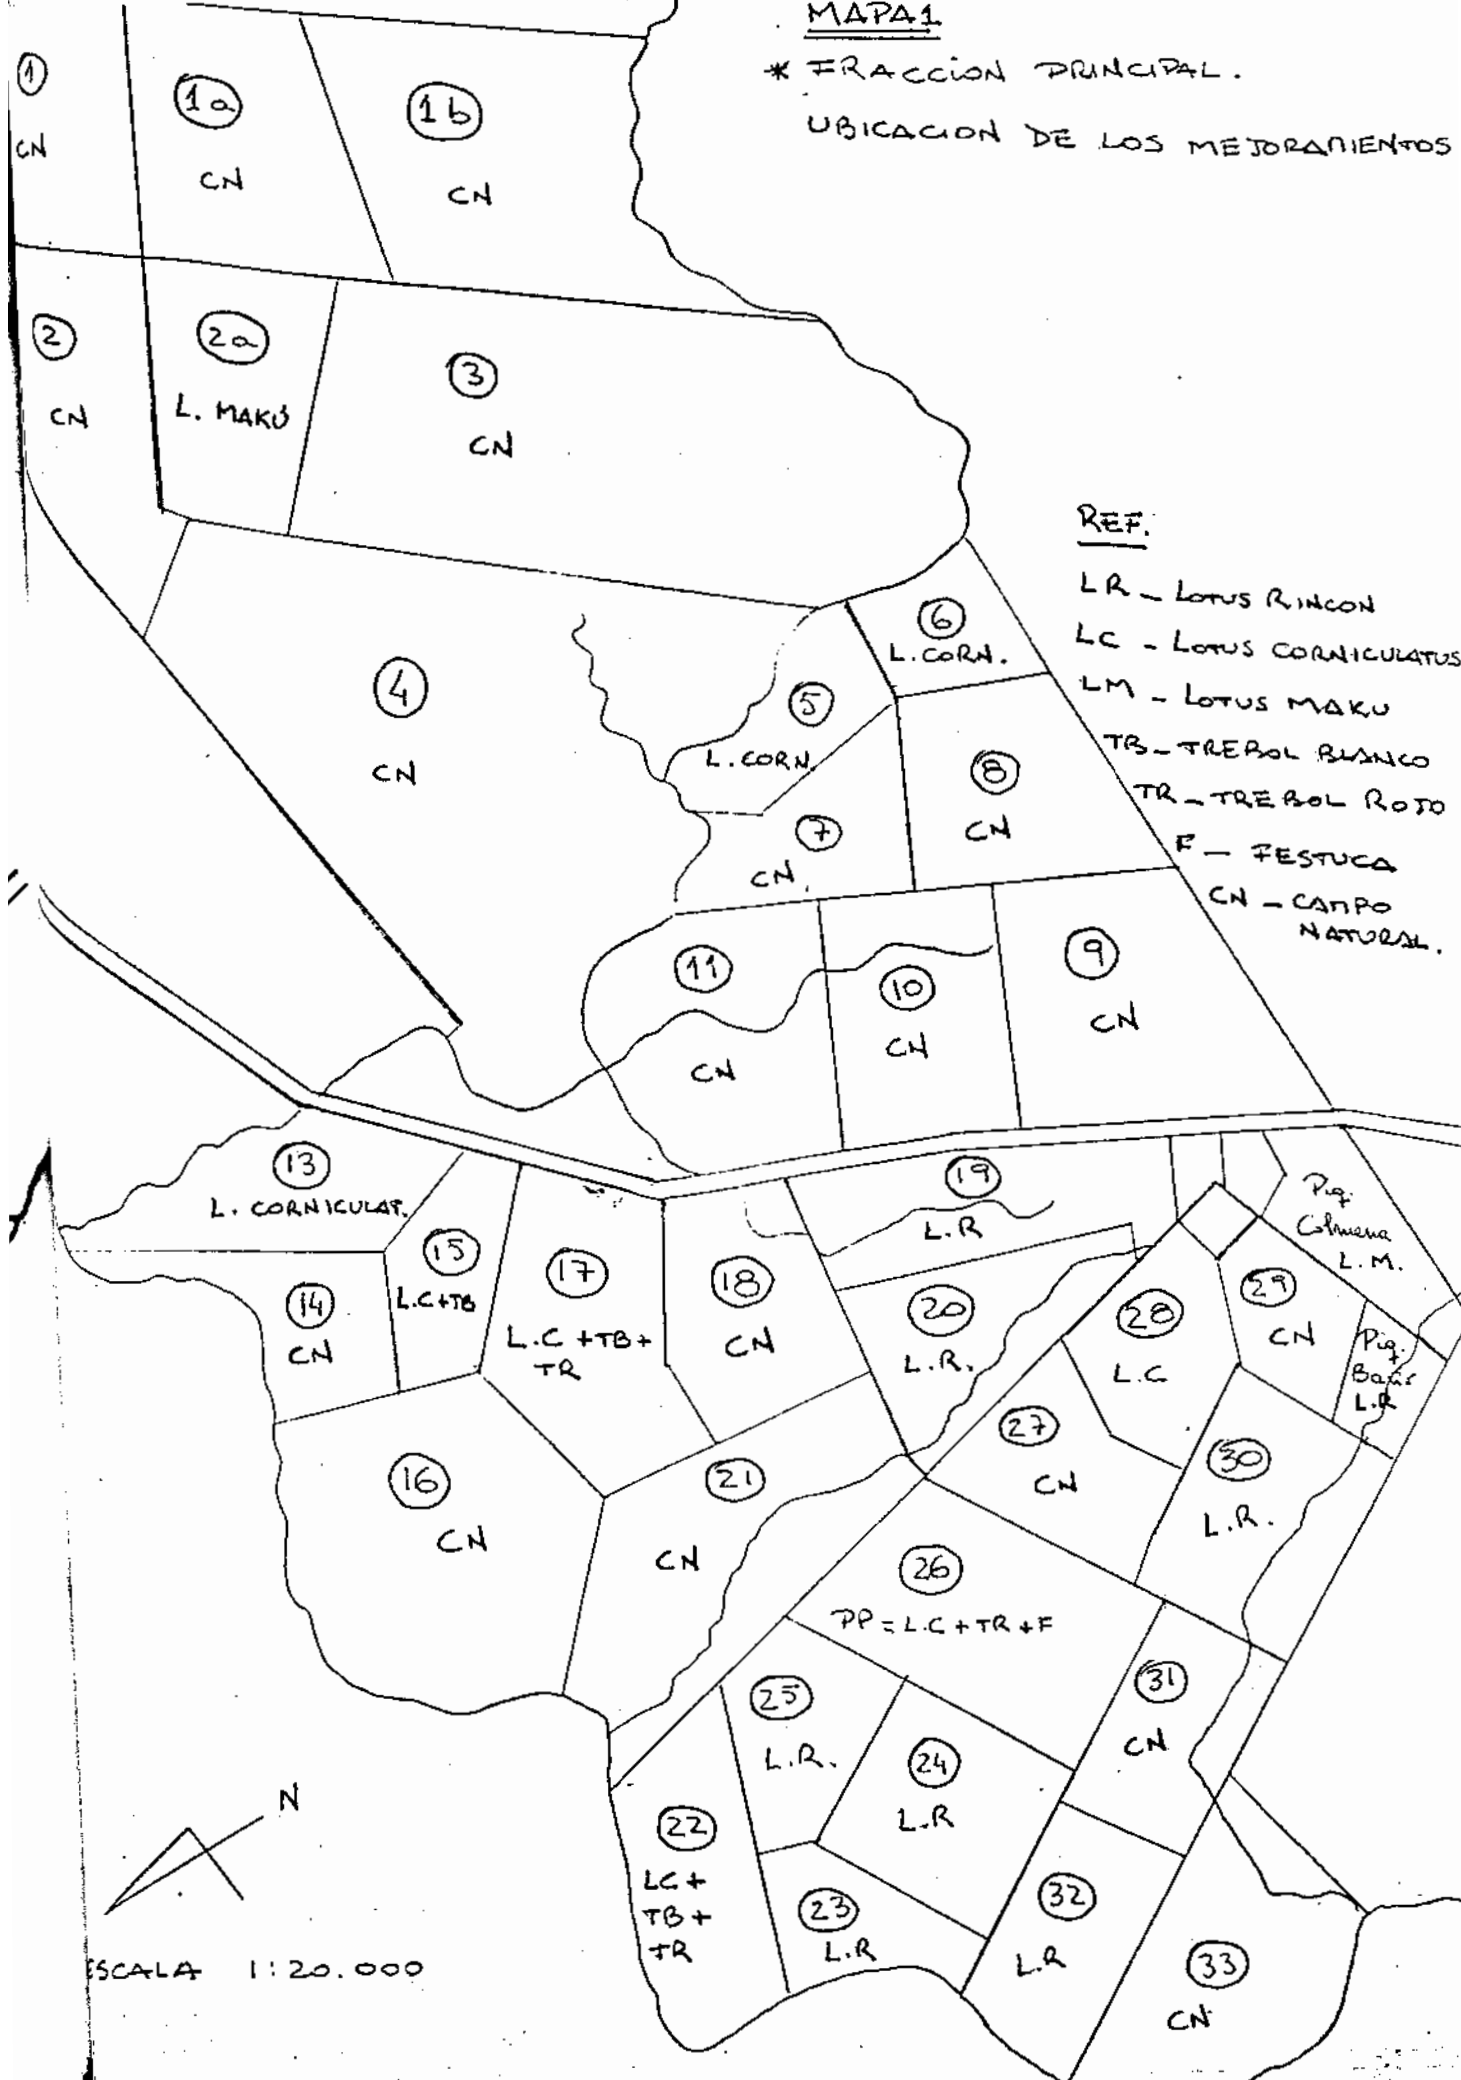 MAPA1
* FRACCION PRINCIPAL.
UBICACION DE LOS MEJORAMIENTOS
1
CN
1a
CN
1b
CN
2
CN
2a
L. MAKÚ
3
CN
REF.
LR - LOTUS RINCON
LC - LOTUS CORNICULATUS
LM - LOTUS MAKU
TB - TREBOL BLANCO
TR - TREBOL ROJO
F - FESTUCA
CN - CAMPO
NATURAL.
4
CN
5
L. CORN.
6
L. CORN.
7
CN.
8
CN
9
CN
10
CN
11
CN
13
L. CORNICULAT.
14
CN
15
L.C+TB
16
CN
17
L.C + TB +
TR
18
CN
19
L.R
20
L.R.
21
CN
Piq.
Colmena
L.M.
28
L.C
29
CN
Piq.
L.R
27
CN
30
L.R.
26
PP = L.C + TR + F
25
L.R.
24
L.R
31
CN
22
LC +
TB +
TR
23
L.R
32
L.R
33
CN
N
ESCALA 1:20.000